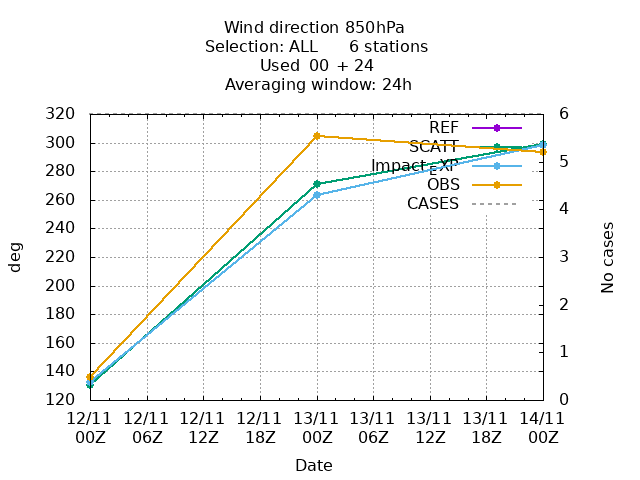 Wind direction 850hPa
Selection: ALL 6 stations
Used 00 + 24
Averaging window: 24h
320
300
280
260
240
220
200
180
160
140
120
deg
6
5
4
3
2
1
0
No cases
REF
SCATT
Impact EXP
OBS
CASES
12/11 12/11 12/11 12/11 13/11 13/11 13/11 13/11 14/11
00Z 06Z 12Z 18Z 00Z 06Z 12Z 18Z 00Z
Date